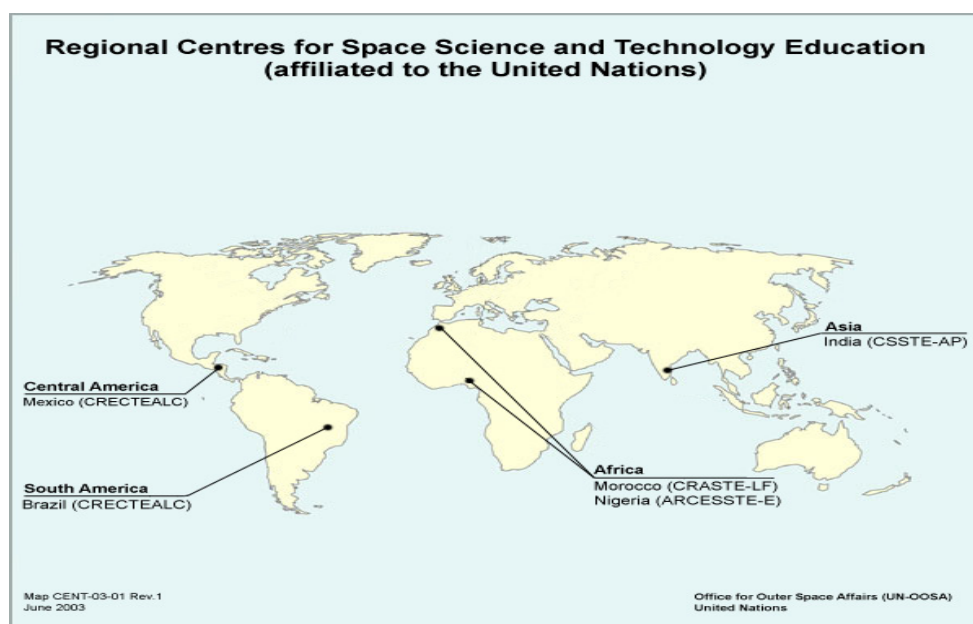 Regional Centres for Space Science and Technology Education
(affiliated to the United Nations)
Asia
India (CSSTE-AP)
Central America
Mexico (CRECTEALC)
South America
Brazil (CRECTEALC)
Africa
Morocco (CRASTE-LF)
Nigeria (ARCESSTE-E)
Map CENT-03-01 Rev.1
June 2003
Office for Outer Space Affairs (UN-OOSA)
United Nations